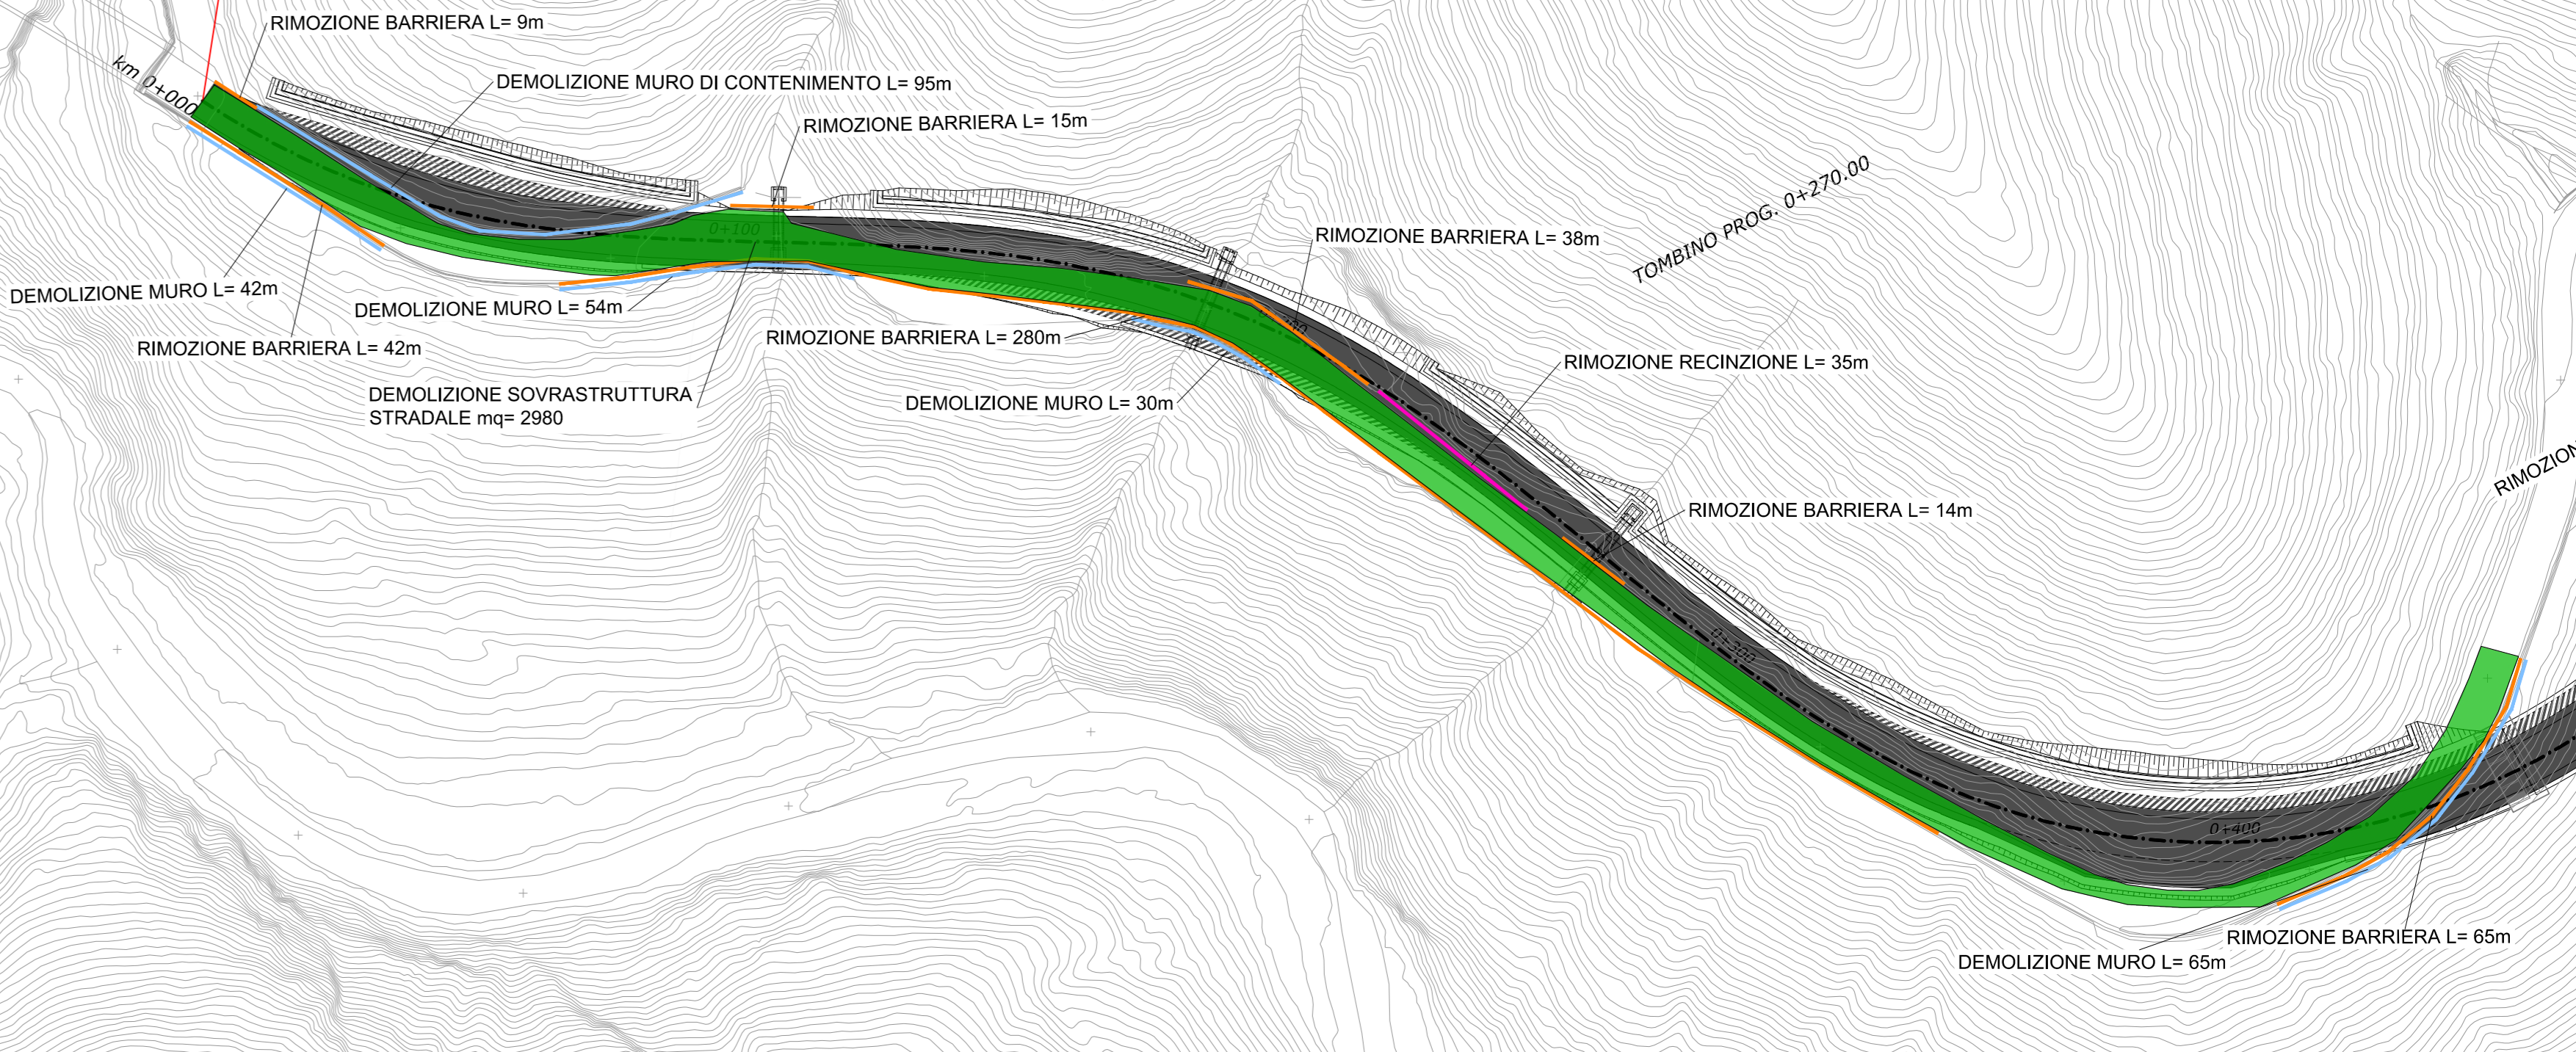 RIMOZIONE BARRIERA L= 9m
km 0+000
DEMOLIZIONE MURO DI CONTENIMENTO L= 95m
RIMOZIONE BARRIERA L= 15m
TOMBINO PROG. 0+270.00
0+100
RIMOZIONE BARRIERA L= 38m
DEMOLIZIONE MURO L= 42m
DEMOLIZIONE MURO L= 54m
RIMOZIONE BARRIERA L= 280m
RIMOZIONE BARRIERA L= 42m
RIMOZIONE RECINZIONE L= 35m
DEMOLIZIONE SOVRASTRUTTURA
STRADALE mq= 2980
DEMOLIZIONE MURO L= 30m
RIMOZION
RIMOZIONE BARRIERA L= 14m
0+300
0+400
RIMOZIONE BARRIERA L= 65m
DEMOLIZIONE MURO L= 65m